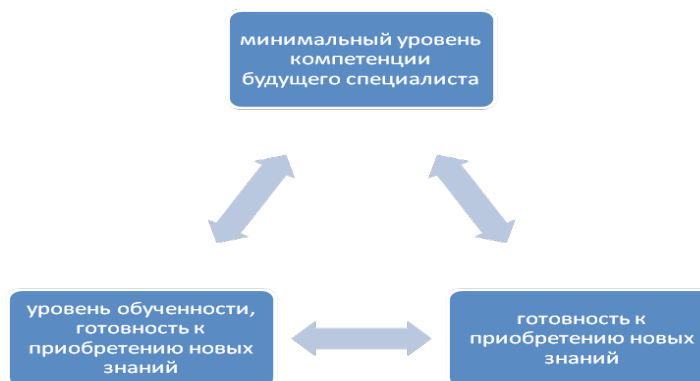 минимальный уровень
компетенции
будущего специалиста
уровень обученности,
готовность к
приобретению новых
знаний
готовность к
приобретению новых
знаний